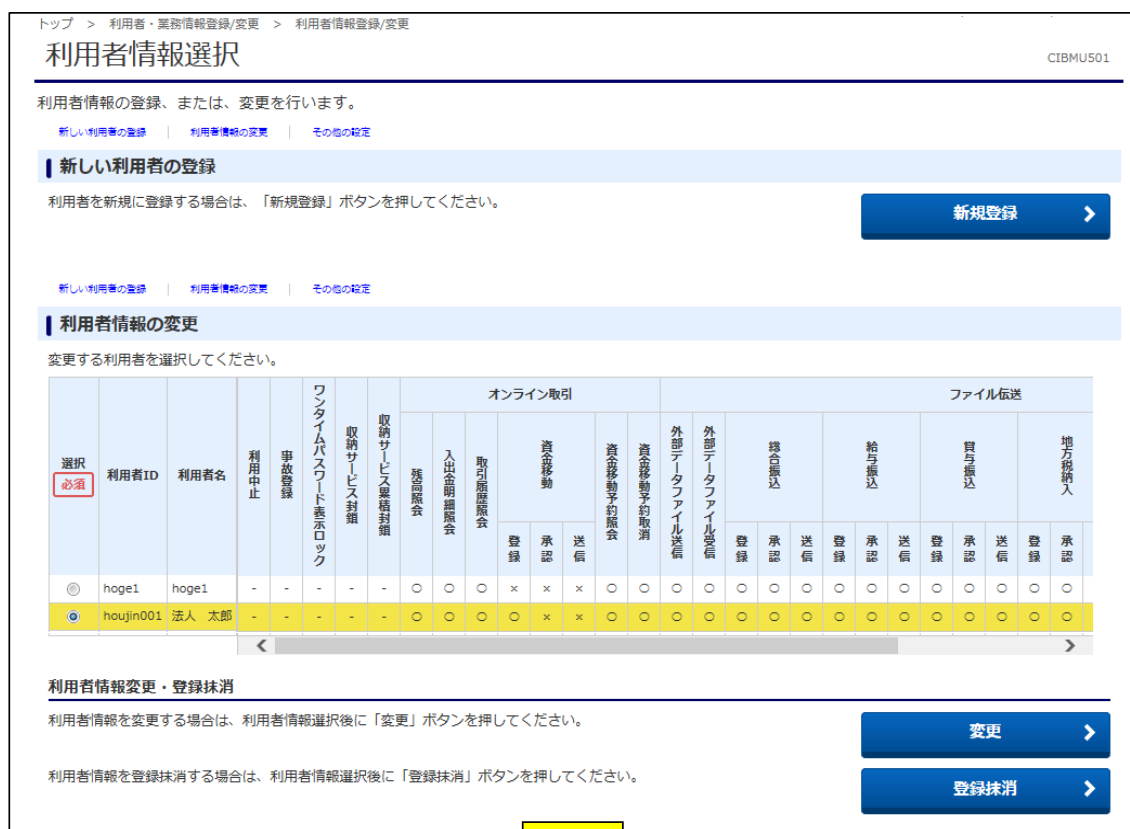 トップ > 利用者・業務情報登録/変更 > 利用者情報登録/変更
利用者情報選択
CIBMU501
利用者情報の登録、または、変更を行います。
新しい利用者の登録 | 利用者情報の変更 | その他の設定
新しい利用者の登録
利用者を新規に登録する場合は、「新規登録」ボタンを押してください。
新規登録
新しい利用者の登録 | 利用者情報の変更 | その他の設定
利用者情報の変更
変更する利用者を選択してください。
選択 必須
利用者ID
利用者名
利用中止
事故登録
ワンタイムパスワード表示ロック
収納サービス封鎖
収納サービス累積封鎖
オンライン取引
残高照会
入出金明細照会
取引履歴照会
資金移動
登録 承認 送信
資金移動予約照会
資金移動予約取消
ファイル伝送
外部データファイル送信
外部データファイル受信
総合振込
登録 承認 送信
給与振込
登録 承認 送信
賞与振込
登録 承認 送信
地方税納入
登録 承認
hoge1 hoge1 - - - - - ○ ○ ○ × × × ○ ○ ○ ○ ○ ○ ○ ○ ○ ○ ○ ○ ○ ○ ○
houjin001 法人 太郎 - - - - - ○ ○ ○ ○ × × ○ ○ ○ ○ ○ ○ ○ ○ ○ ○ ○ ○ ○ ○ ○
利用者情報変更・登録抹消
利用者情報を変更する場合は、利用者情報選択後に「変更」ボタンを押してください。
変更
利用者情報を登録抹消する場合は、利用者情報選択後に「登録抹消」ボタンを押してください。
登録抹消